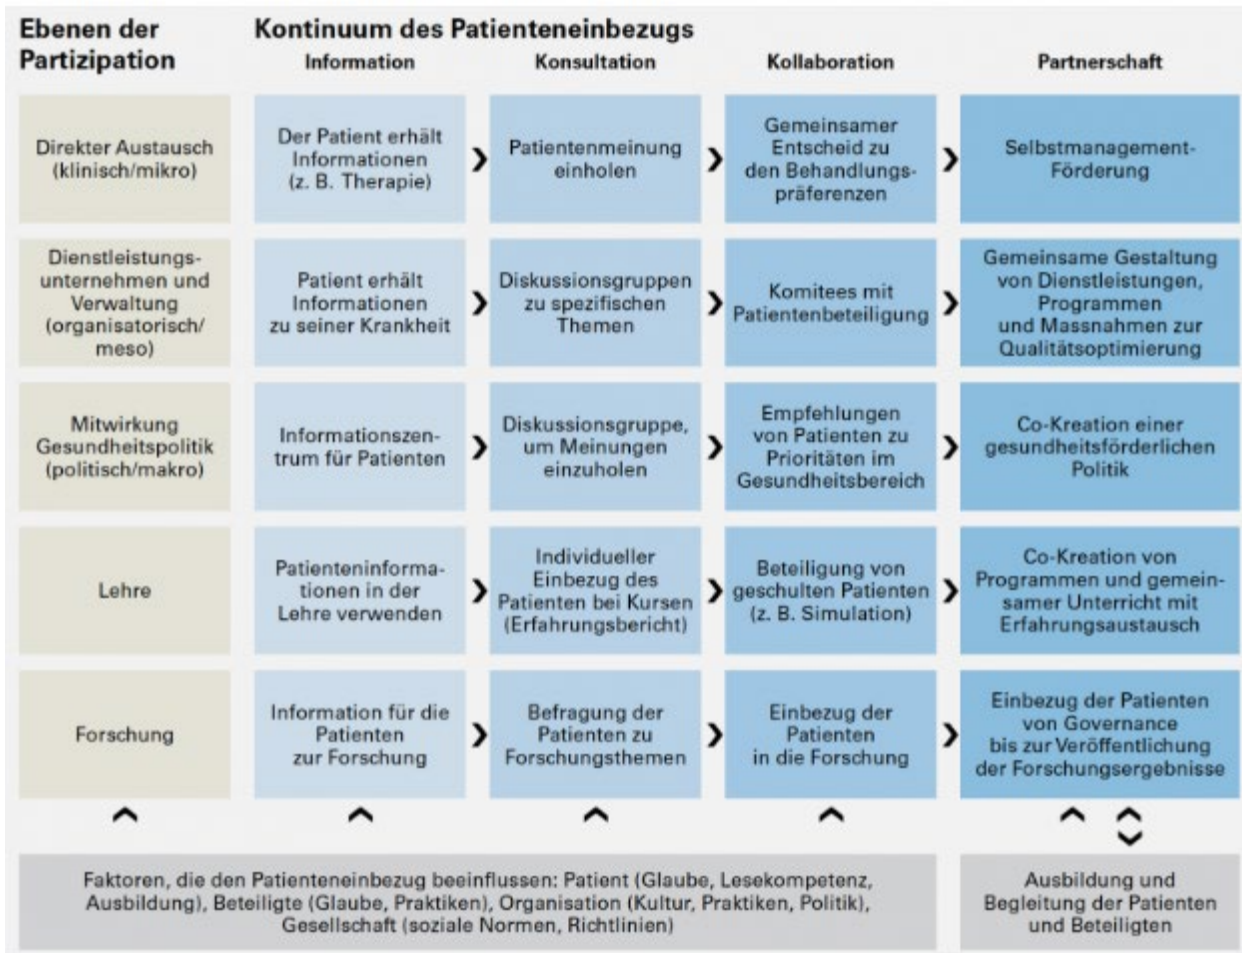 Ebenen der
Partizipation
Kontinuum des Patienteneinbezugs
Information
Konsultation
Kollaboration
Partnerschaft
Direkter Austausch
(klinisch/mikro)
Der Patient erhält
Informationen
(z. B. Therapie)
Patientenmeinung
einholen
Gemeinsamer
Entscheid zu
den Behandlungs-
präferenzen
Selbstmanagement-
Förderung
Dienstleistungs-
unternehmen und
Verwaltung
(organisatorisch/
meso)
Patient erhält
Informationen
zu seiner Krankheit
Diskussionsgruppen
zu spezifischen
Themen
Komitees mit
Patientenbeteiligung
Gemeinsame Gestaltung
von Dienstleistungen,
Programmen
und Massnahmen zur
Qualitätsoptimierung
Mitwirkung
Gesundheitspolitik
(politisch/makro)
Informationszen-
trum für Patienten
Diskussionsgruppe,
um Meinungen
einzuholen
Empfehlungen
von Patienten zu
Prioritäten im
Gesundheitsbereich
Co-Kreation einer
gesundheitsförderlichen
Politik
Lehre
Patienteninforma-
tionen in der
Lehre verwenden
Individueller
Einbezug des
Patienten bei Kursen
(Erfahrungsbericht)
Beteiligung von
geschulten Patienten
(z. B. Simulation)
Co-Kreation von
Programmen und gemein-
samer Unterricht mit
Erfahrungsaustausch
Forschung
Information für die
Patienten
zur Forschung
Befragung der
Patienten zu
Forschungsthemen
Einbezug der
Patienten
in die Forschung
Einbezug der Patienten
von Governance
bis zur Veröffentlichung
der Forschungsergebnisse
Faktoren, die den Patienteneinbezug beeinflussen: Patient (Glaube, Lesekompetenz,
Ausbildung), Beteiligte (Glaube, Praktiken), Organisation (Kultur, Praktiken, Politik),
Gesellschaft (soziale Normen, Richtlinien)
Ausbildung und
Begleitung der Patienten
und Beteiligten